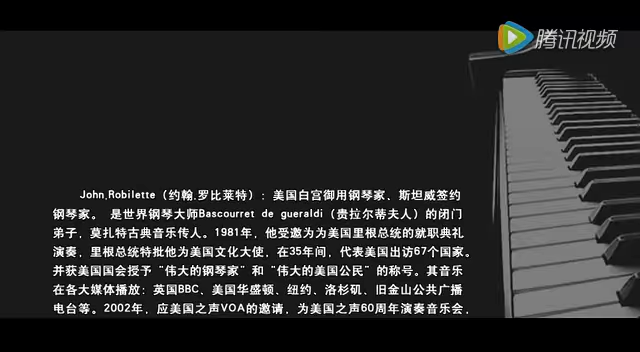 腾讯视频
John.Robilette（约翰.罗比莱特）：美国白宫御用钢琴家、斯坦威签约
钢琴家。 是世界钢琴大师Bascourret de gueraldi（贵拉尔蒂夫人）的闭门
弟子，莫扎特古典音乐传人。1981年，他受邀为为美国里根总统的就职典礼
演奏，里根总统特批他为美国文化大使，在35年间，代表美国出访67个国家。
并获美国国会授予“伟大的钢琴家”和“伟大的美国公民”的称号。其音乐
在各大媒体播放：英国BBC、美国华盛顿、纽约、洛杉矶、旧金山公共广播
电台等。2002年，应美国之声VOA的邀请，为美国之声60周年演奏音乐会，